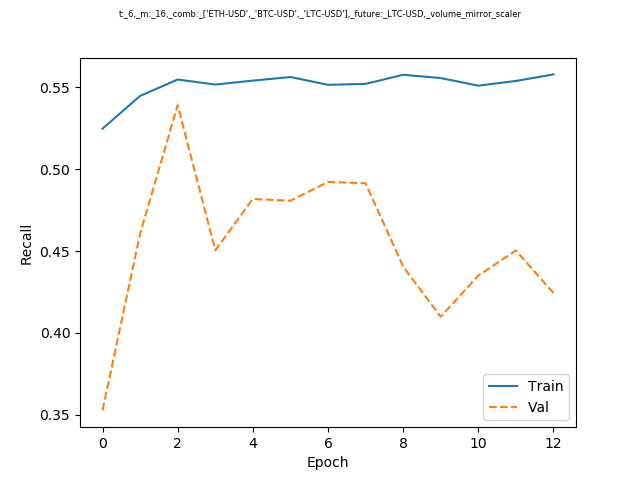 t:_6,_m:_16,_comb:_['ETH-USD',_'BTC-USD',_'LTC-USD'],_future:_LTC-USD,_volume_mirror_scaler
0.55
0.50
0.45
0.40
0.35
Recall
Train
Val
0 2 4 6 8 10 12
Epoch